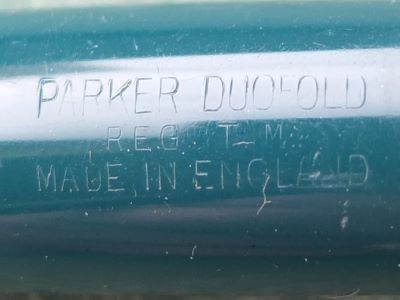 PARKER DUOFOLD
REG. T-M
MADE IN ENGLAND